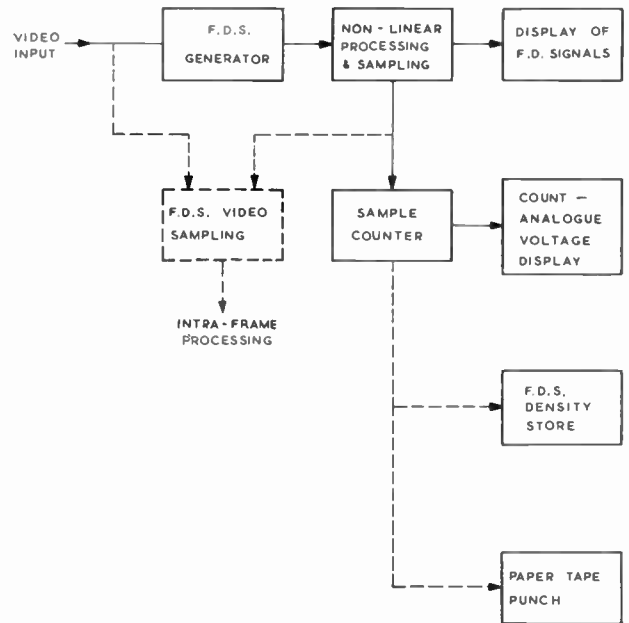 VIDEO
INPUT
F.D.S.
GENERATOR
NON-LINEAR
PROCESSING
& SAMPLING
DISPLAY OF
F.D. SIGNALS
F.D.S. VIDEO
SAMPLING
SAMPLE
COUNTER
COUNT -
ANALOGUE
VOLTAGE
DISPLAY
INTRA-FRAME
PROCESSING
F.D.S.
DENSITY
STORE
PAPER TAPE
PUNCH